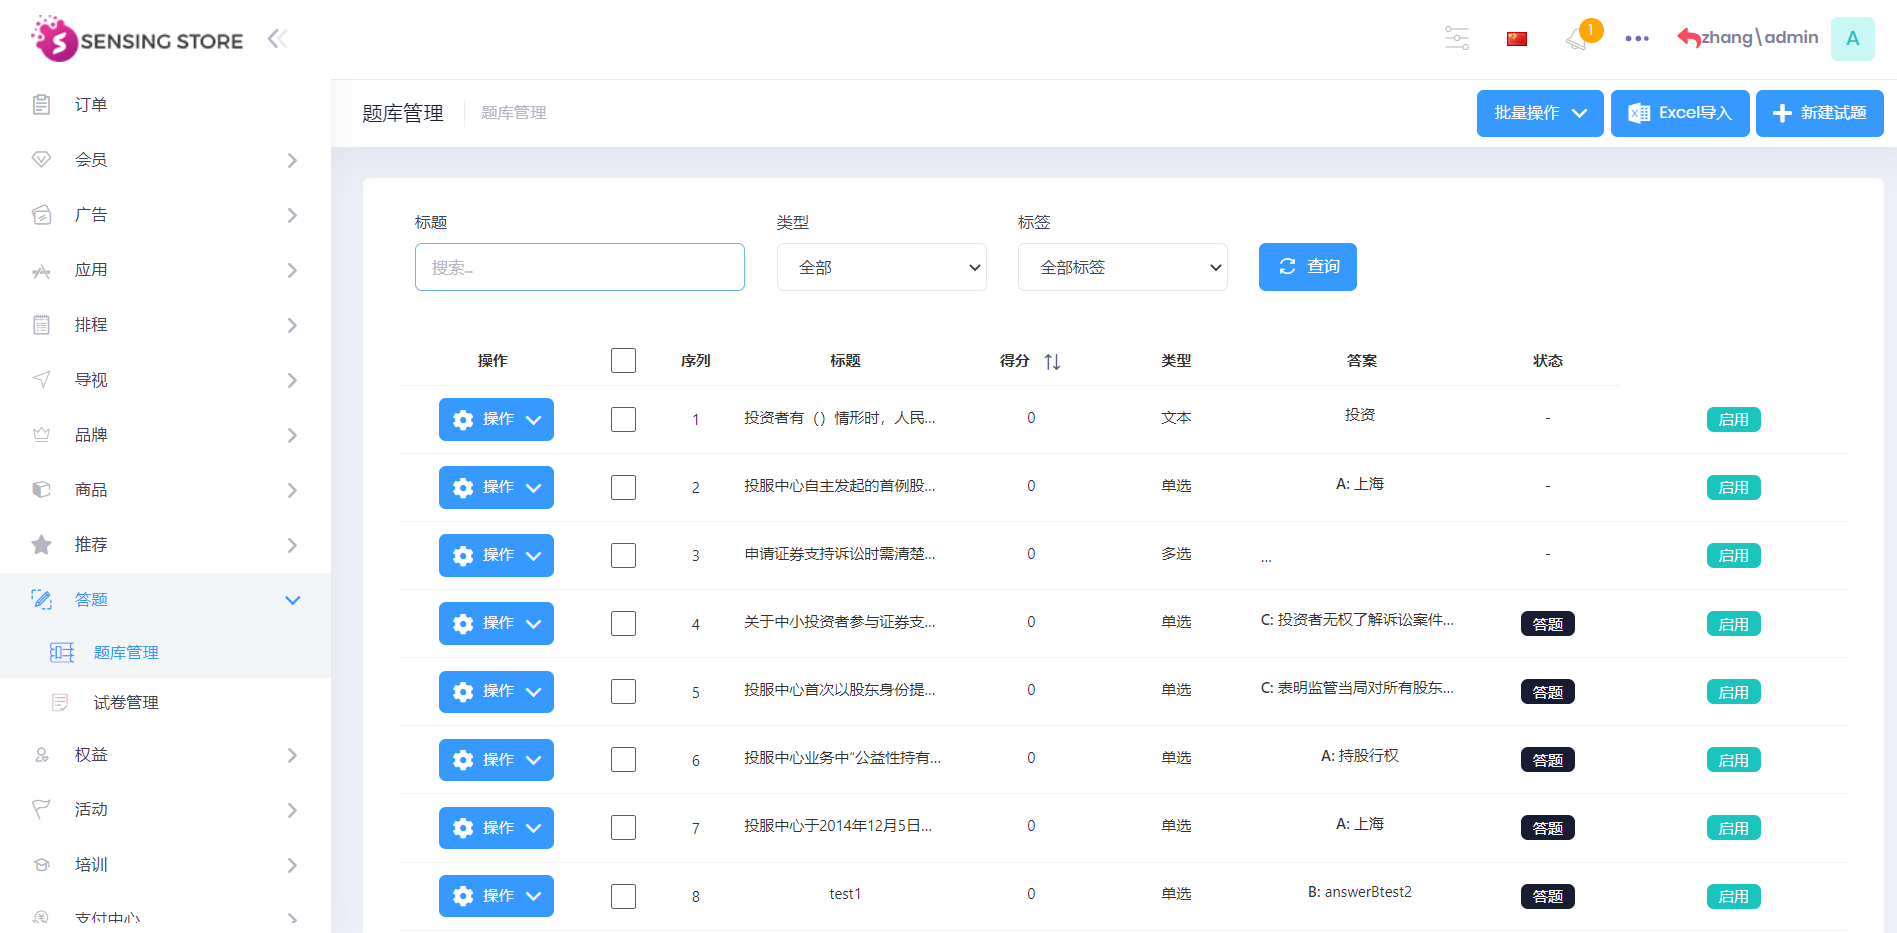 SENSING STORE
1
zhang\admin
A
订单
会员
广告
应用
排程
导视
品牌
商品
推荐
答题
题库管理
试卷管理
权益
活动
培训
支付中心
题库管理
题库管理
批量操作
Excel导入
新建试题
标题
类型
标签
搜索...
全部
全部标签
查询
操作 序列 标题 得分 类型 答案 状态
操作 1 投资者有（）情形时，人民... 0 文本 投资 - 启用
操作 2 投服中心自主发起的首例股... 0 单选 A: 上海 - 启用
操作 3 申请证券支持诉讼时需清楚... 0 多选 ... - 启用
操作 4 关于中小投资者参与证券支... 0 单选 C: 投资者无权了解诉讼案件... 答题 启用
操作 5 投服中心首次以股东身份提... 0 单选 C: 表明监管当局对所有股东... 答题 启用
操作 6 投服中心业务中“公益性持有... 0 单选 A: 持股行权 答题 启用
操作 7 投服中心于2014年12月5日... 0 单选 A: 上海 答题 启用
操作 8 test1 0 单选 B: answerBtest2 答题 启用